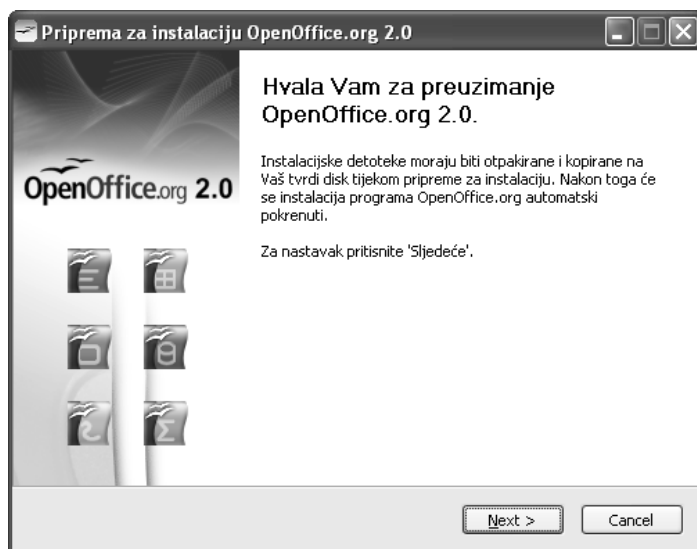 Priprema za instalaciju OpenOffice.org 2.0
OpenOffice.org 2.0
Hvala Vam za preuzimanje
OpenOffice.org 2.0.
Instalacijske detoteke moraju biti otpakirane i kopirane na
Vaš tvrdi disk tijekom pripreme za instalaciju. Nakon toga će
se instalacija programa OpenOffice.org automatski
pokrenuti.
Za nastavak pritisnite 'Sljedeće'.
Next >
Cancel